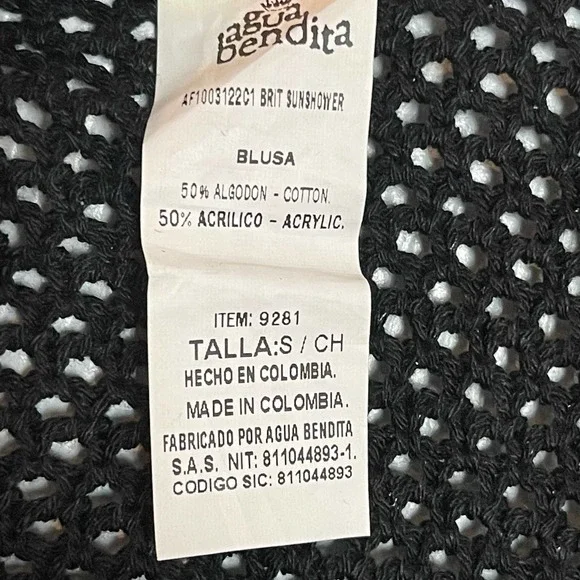 agua
bendita
AF1003122C1 BRIT SUNSHOWER
BLUSA
50% ALGODON - COTTON.
50% ACRILICO - ACRYLIC.
ITEM: 9281
TALLA:S / CH
HECHO EN COLOMBIA.
MADE IN COLOMBIA.
FABRICADO POR AGUA BENDITA
S.A.S. NIT: 811044893-1.
CODIGO SIC: 811044893